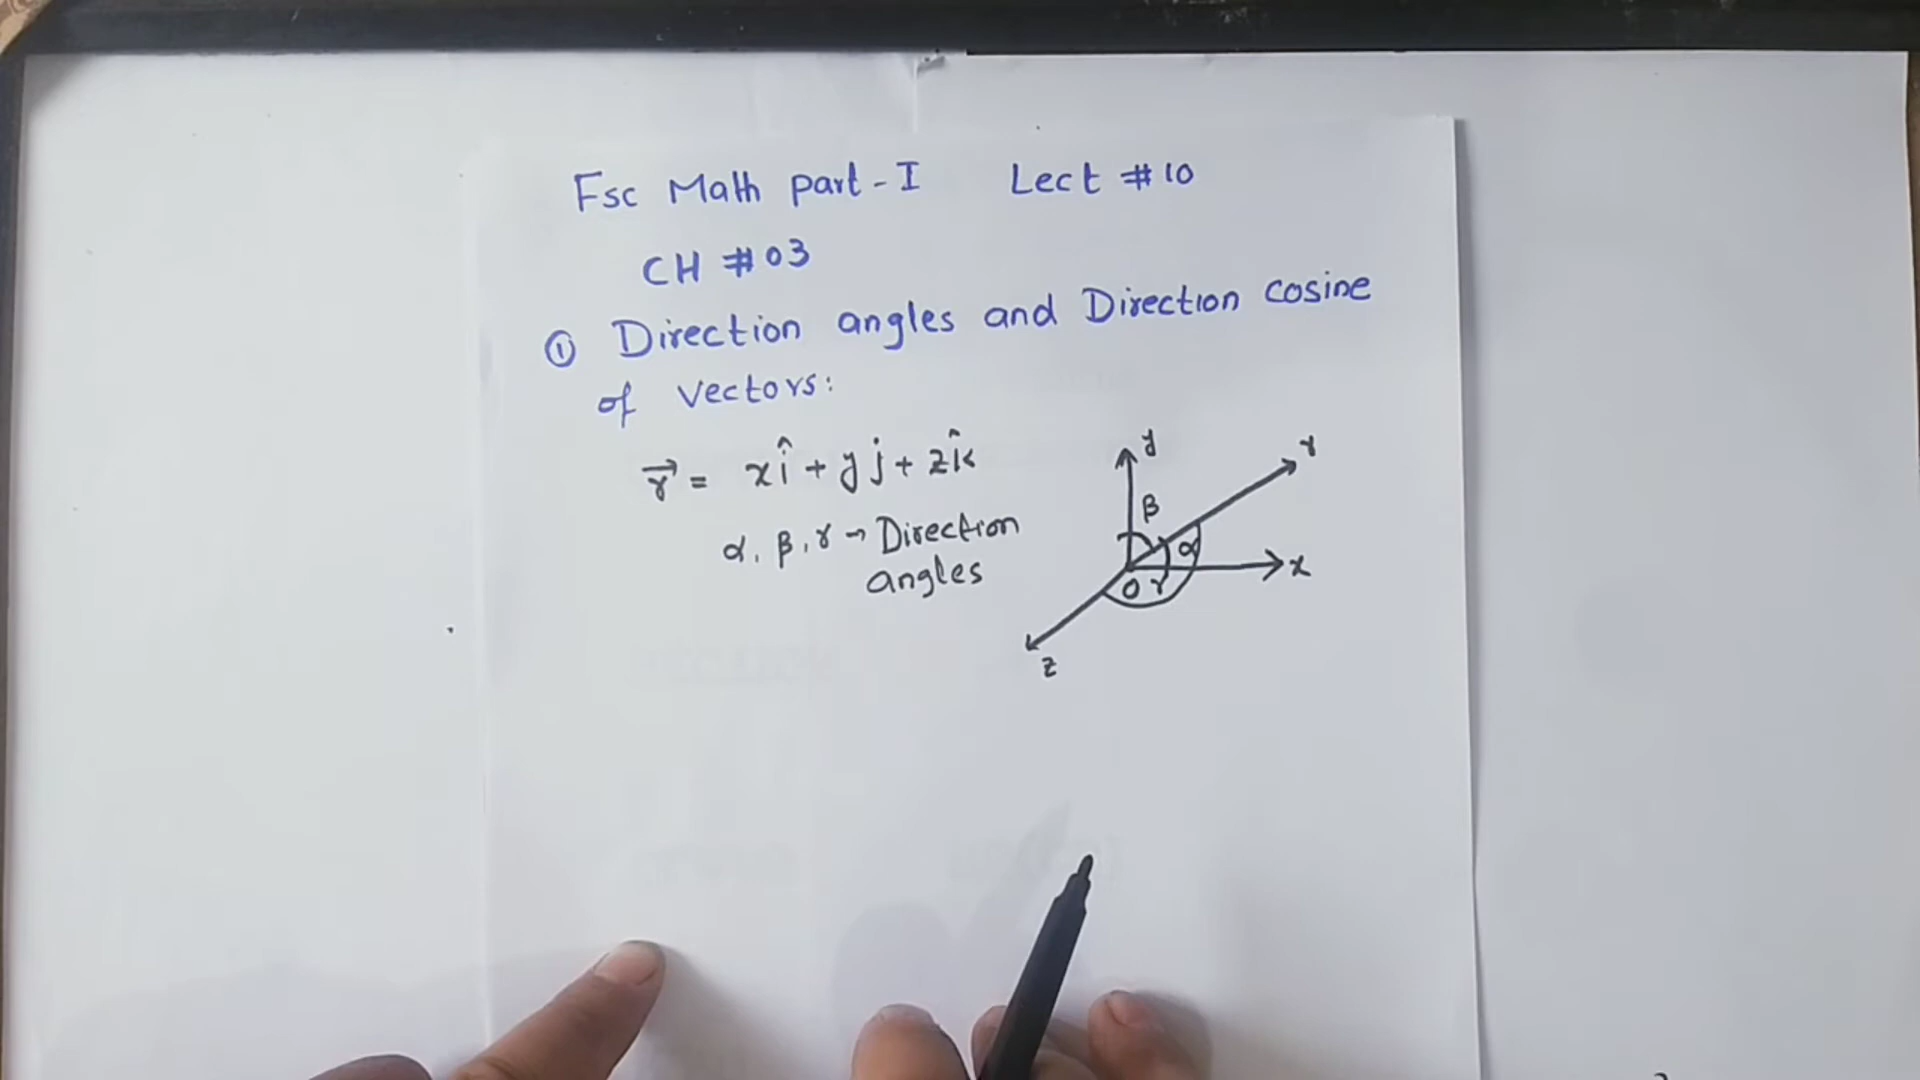 Fsc Math part-I Lect #10
CH #03
① Direction angles and Direction cosine
of vectors:
r⃗ = xî + yj + zk̂
α, β, γ → Direction
angles
y
r
β
α
x
O γ
z